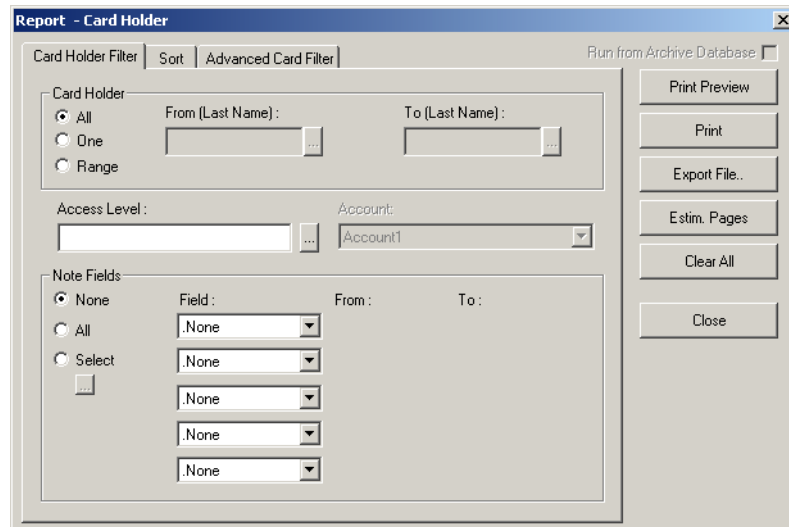 Report - Card Holder
Card Holder Filter Sort Advanced Card Filter Run from Archive Database
Card Holder
All From (Last Name) : To (Last Name) :
One ... ...
Range
Access Level : Account:
... Account1
Note Fields
None Field : From : To :
.None
All
Select .None
...
.None
.None
.None
Print Preview
Print
Export File..
Estim. Pages
Clear All
Close